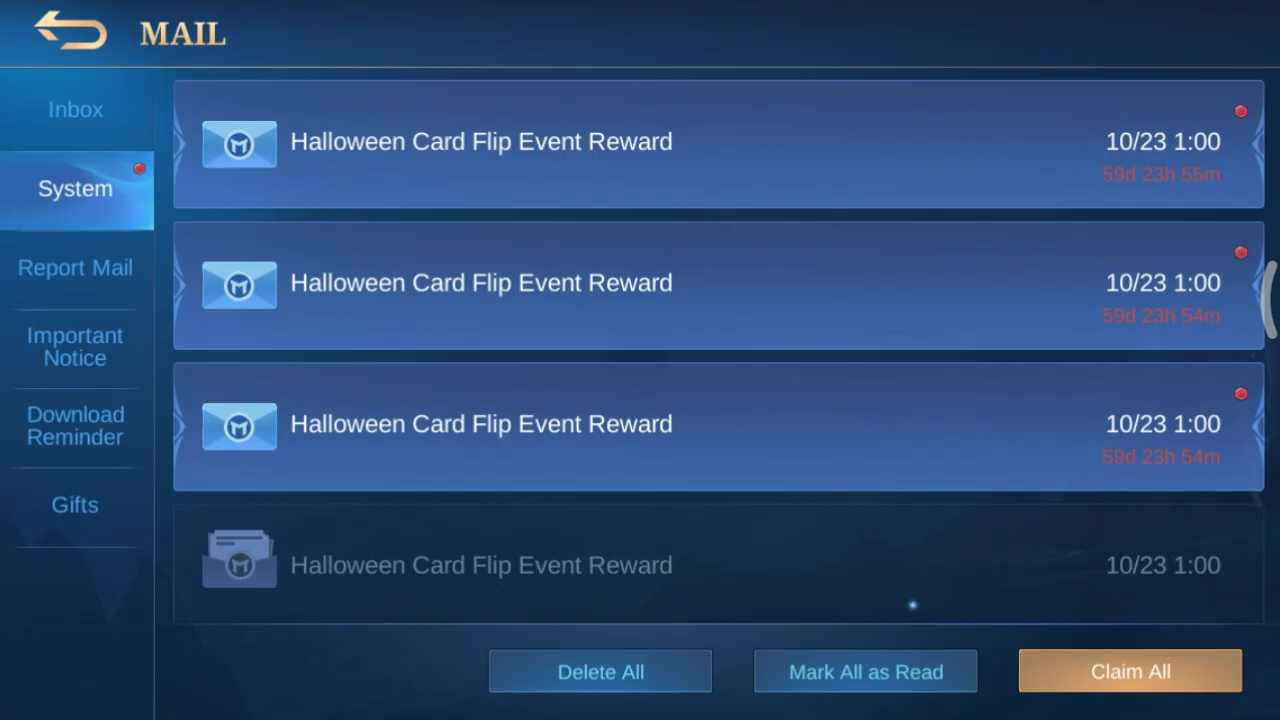 MAIL
Inbox
System
Report Mail
Important
Notice
Download
Reminder
Gifts
Halloween Card Flip Event Reward
10/23 1:00
59d 23h 55m
Halloween Card Flip Event Reward
10/23 1:00
59d 23h 54m
Halloween Card Flip Event Reward
10/23 1:00
59d 23h 54m
Halloween Card Flip Event Reward
10/23 1:00
Delete All
Mark All as Read
Claim All